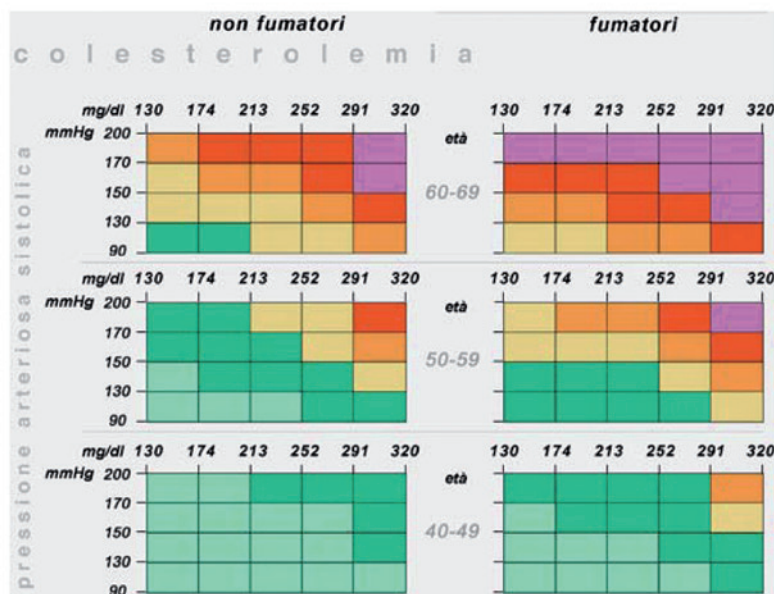 non fumatori fumatori
colesterolemia
mg/dl 130 174 213 252 291 320 130 174 213 252 291 320
mmHg 200 età
170
150 60-69
130
90
mg/dl 130 174 213 252 291 320 130 174 213 252 291 320
mmHg 200 età
170
150 50-59
130
90
mg/dl 130 174 213 252 291 320 130 174 213 252 291 320
mmHg 200 età
170
150 40-49
130
90
pressione arteriosa sistolica